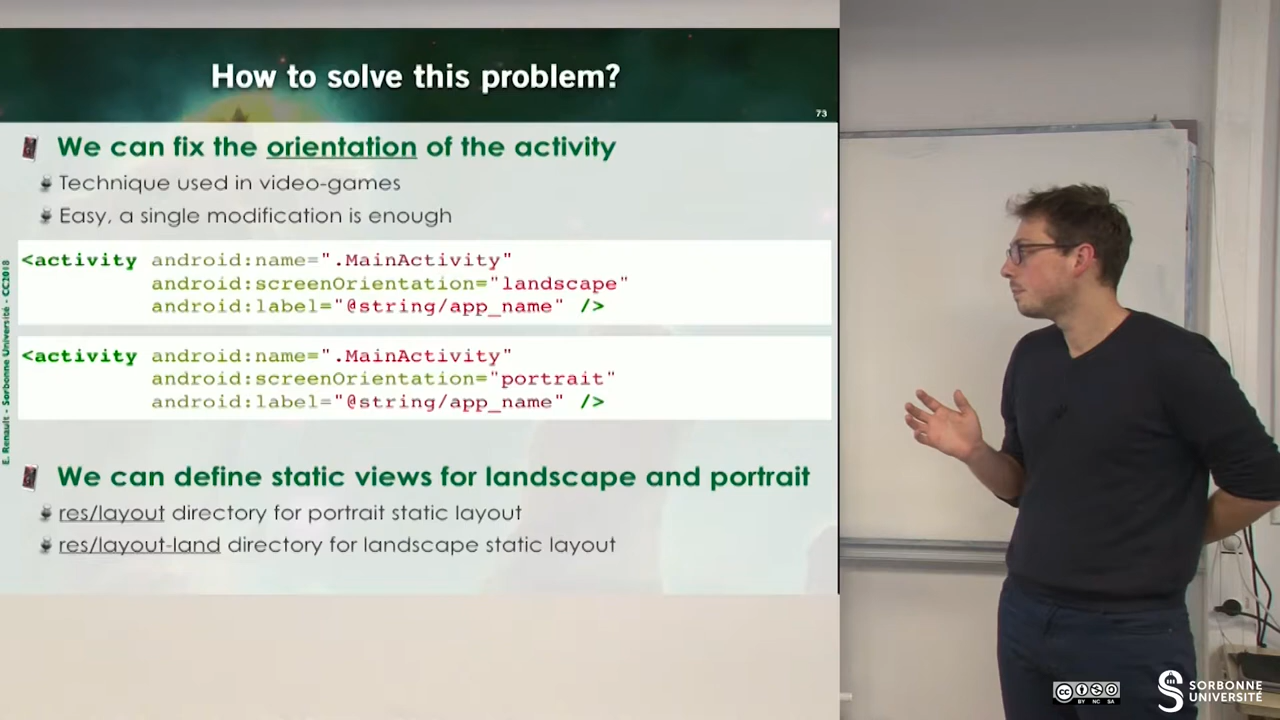 How to solve this problem?
73
We can fix the orientation of the activity
Technique used in video-games
Easy, a single modification is enough
<activity android:name=".MainActivity"
android:screenOrientation="landscape"
android:label="@string/app_name" />
<activity android:name=".MainActivity"
android:screenOrientation="portrait"
android:label="@string/app_name" />
We can define static views for landscape and portrait
res/layout directory for portrait static layout
res/layout-land directory for landscape static layout
E. Renault - Sorbonne Université - CC2018
CC BY NC SA
SORBONNE
UNIVERSITÉ